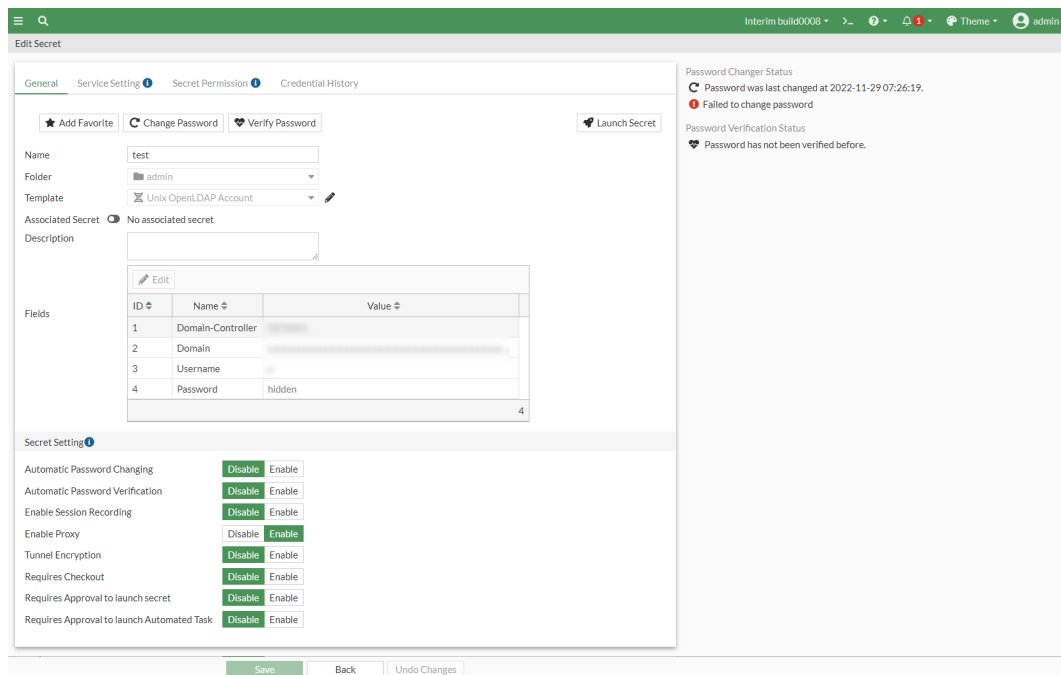 Interim build0008 >_ 1 Theme admin
Edit Secret
General Service Setting Secret Permission Credential History
Add Favorite Change Password Verify Password Launch Secret
Name test
Folder admin
Template Unix OpenLDAP Account
Associated Secret No associated secret
Description
Fields
Edit
ID Name Value
1 Domain-Controller
2 Domain
3 Username
4 Password hidden
4
Secret Setting
Automatic Password Changing Disable Enable
Automatic Password Verification Disable Enable
Enable Session Recording Disable Enable
Enable Proxy Disable Enable
Tunnel Encryption Disable Enable
Requires Checkout Disable Enable
Requires Approval to launch secret Disable Enable
Requires Approval to launch Automated Task Disable Enable
Save Back Undo Changes
Password Changer Status
Password was last changed at 2022-11-29 07:26:19.
Failed to change password
Password Verification Status
Password has not been verified before.